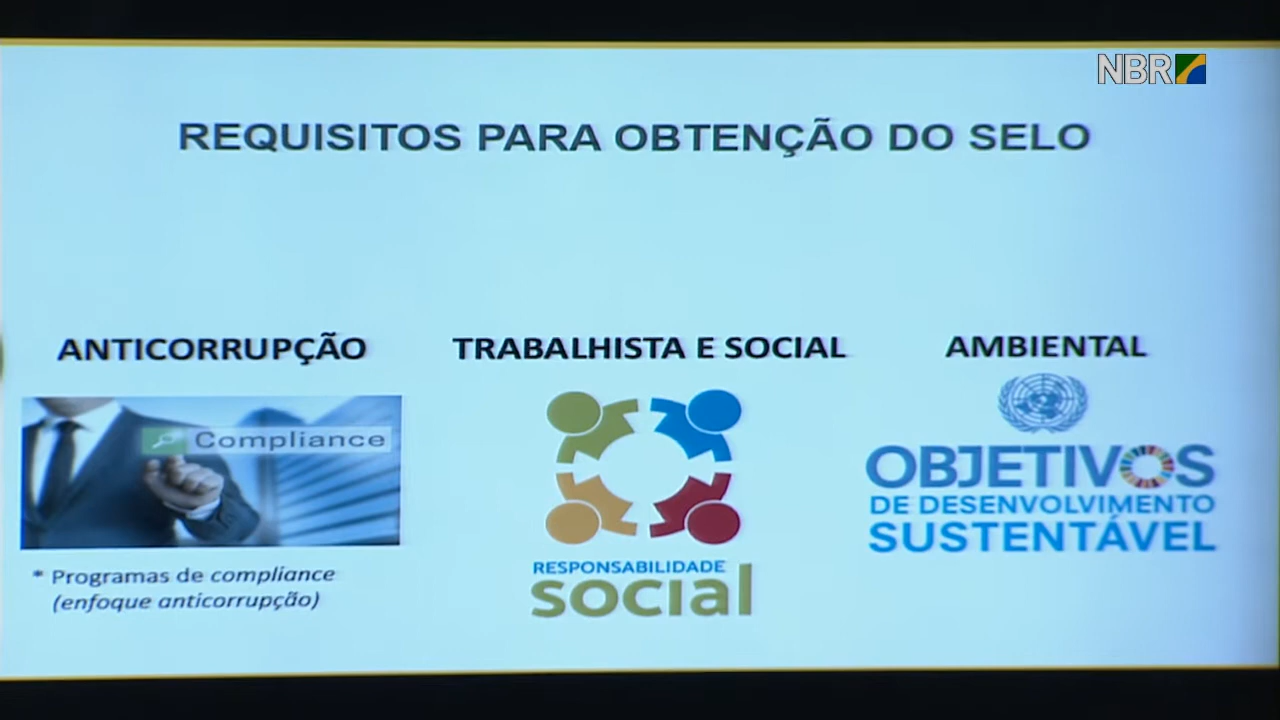 NBR
REQUISITOS PARA OBTENÇÃO DO SELO
ANTICORRUPÇÃO
Compliance
* Programas de compliance
(enfoque anticorrupção)
TRABALHISTA E SOCIAL
RESPONSABILIDADE
social
AMBIENTAL
OBJETIVOS
DE DESENVOLVIMENTO
SUSTENTÁVEL